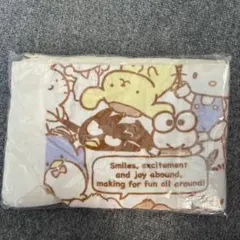 Smiles, excitement
and joy abound,
making for fun all around!